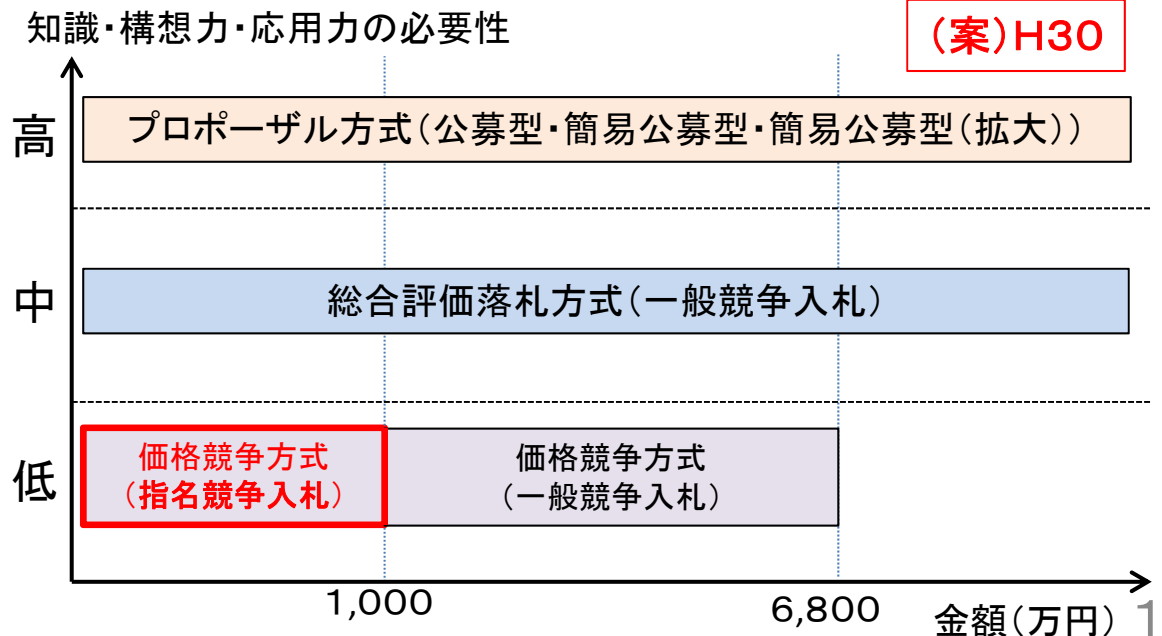 知識・構想力・応用力の必要性
(案)H30
高
プロポーザル方式(公募型・簡易公募型・簡易公募型(拡大))
中
総合評価落札方式(一般競争入札)
低
価格競争方式
(指名競争入札)
価格競争方式
(一般競争入札)
1,000
6,800
金額(万円)
1